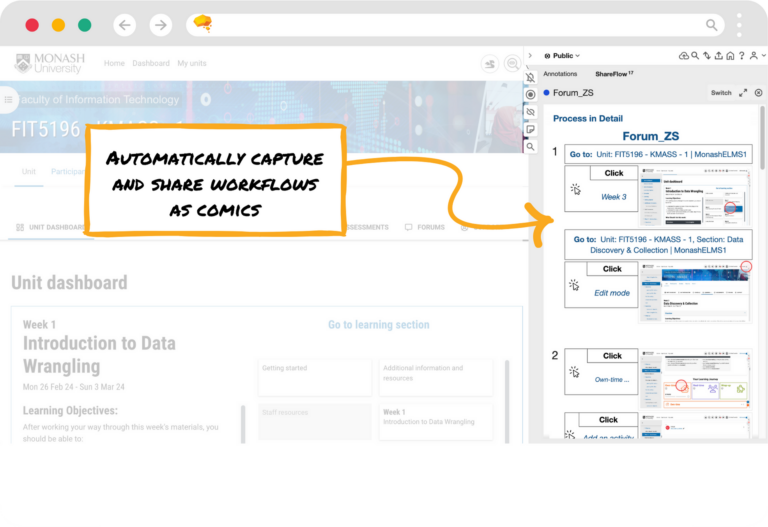 MONASH
University
Home Dashboard My units
Faculty of Information Technology
FIT5196 - KMASS - 1
Unit
AUTOMATICALLY CAPTURE
AND SHARE WORKFLOWS
AS COMICS
UNIT DASHBOARD
FORUMS
Unit dashboard
Week 1
Introduction to Data
Wrangling
Mon 26 Feb 24 - Sun 3 Mar 24
Learning Objectives:
After working your way through this week's materials, you
should be able to:
Go to learning section
Getting started
Additional information and
resources
Staff resources
Week 1
Introduction to Data Wrangling
Public
Annotations ShareFlow 17
Forum_ZS Switch
Process in Detail
Forum_ZS
1 Go to: Unit: FIT5196 - KMASS - 1 | MonashELMS1
Click
Week 3
Go to: Unit: FIT5196 - KMASS - 1, Section: Data
Discovery & Collection | MonashELMS1
Click
Edit mode
2 Click
Own-time ...
Click
Add an activity